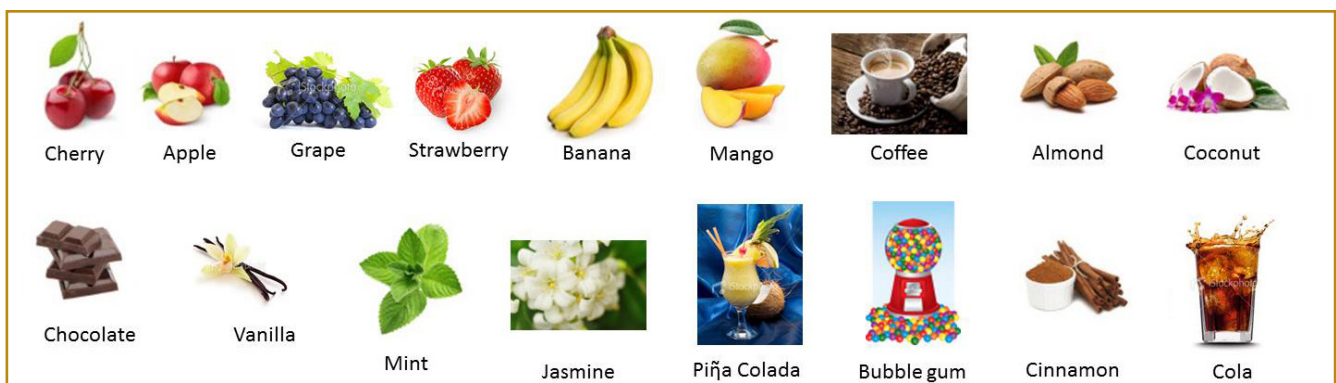 Cherry
Apple
Grape
Strawberry
Banana
Mango
Coffee
Almond
Coconut
Chocolate
Vanilla
Mint
Jasmine
Piña Colada
Bubble gum
Cinnamon
Cola